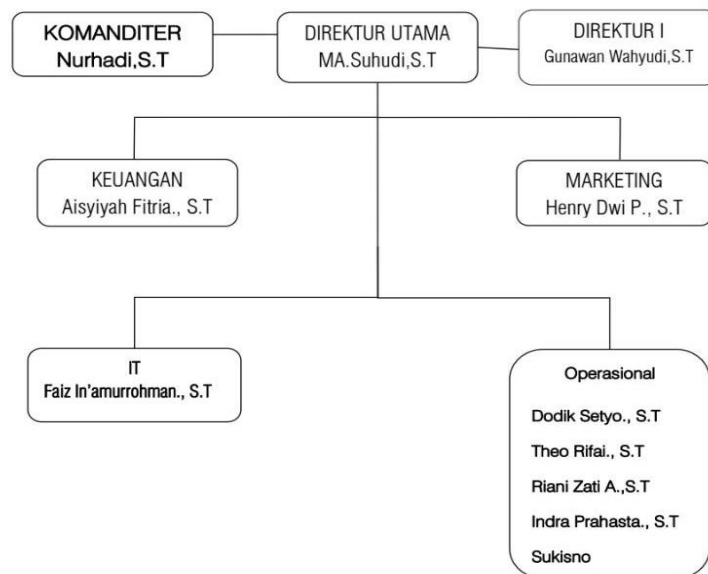 KOMANDITER
Nurhadi,S.T
DIREKTUR UTAMA
MA.Suhudi,S.T
DIREKTUR I
Gunawan Wahyudi,S.T
KEUANGAN
Aisyiyah Fitria., S.T
MARKETING
Henry Dwi P., S.T
IT
Faiz In’amurrohman., S.T
Operasional
Dodik Setyo., S.T
Theo Rifai., S.T
Riani Zati A.,S.T
Indra Prahasta., S.T
Sukisno